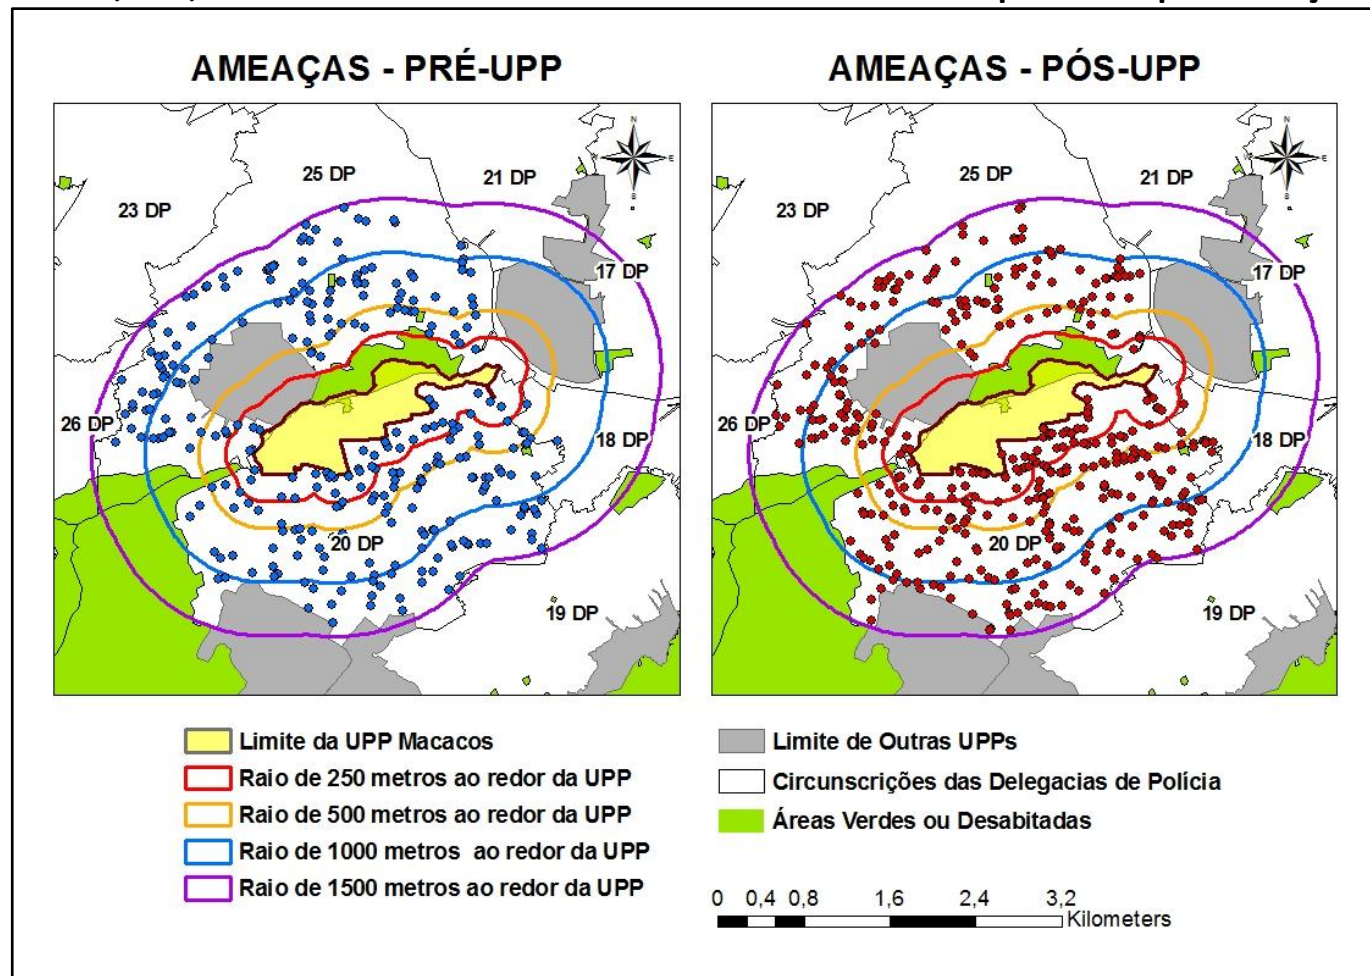 AMEAÇAS - PRÉ-UPP
AMEAÇAS - PÓS-UPP
N
E
S
25 DP
21 DP
23 DP
17 DP
26 DP
18 DP
20 DP
19 DP
N
E
S
25 DP
21 DP
23 DP
17 DP
26 DP
18 DP
20 DP
19 DP
Limite da UPP Macacos
Raio de 250 metros ao redor da UPP
Raio de 500 metros ao redor da UPP
Raio de 1000 metros ao redor da UPP
Raio de 1500 metros ao redor da UPP
Limite de Outras UPPs
Circunscrições das Delegacias de Polícia
Áreas Verdes ou Desabitadas
0 0,4 0,8 1,6 2,4 3,2
Kilometers